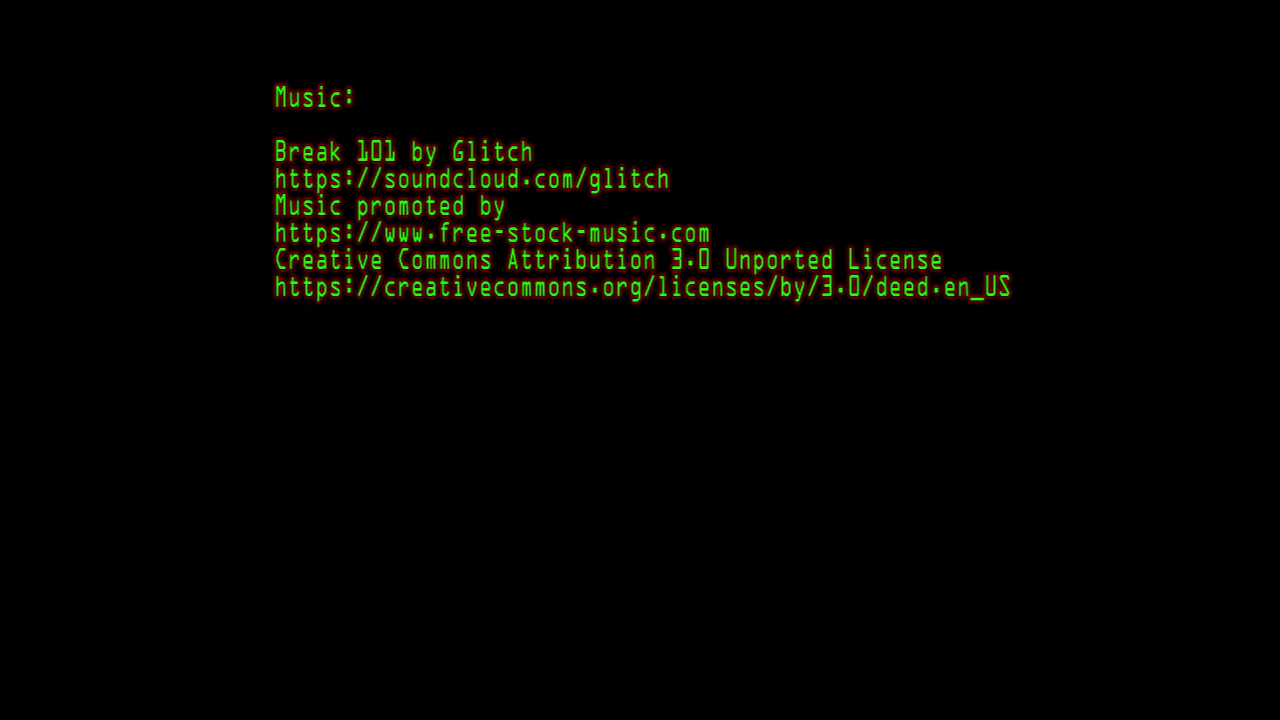 Music:
Break 101 by Glitch
https://soundcloud.com/glitch
Music promoted by
https://www.free-stock-music.com
Creative Commons Attribution 3.0 Unported License
https://creativecommons.org/licenses/by/3.0/deed.en_US